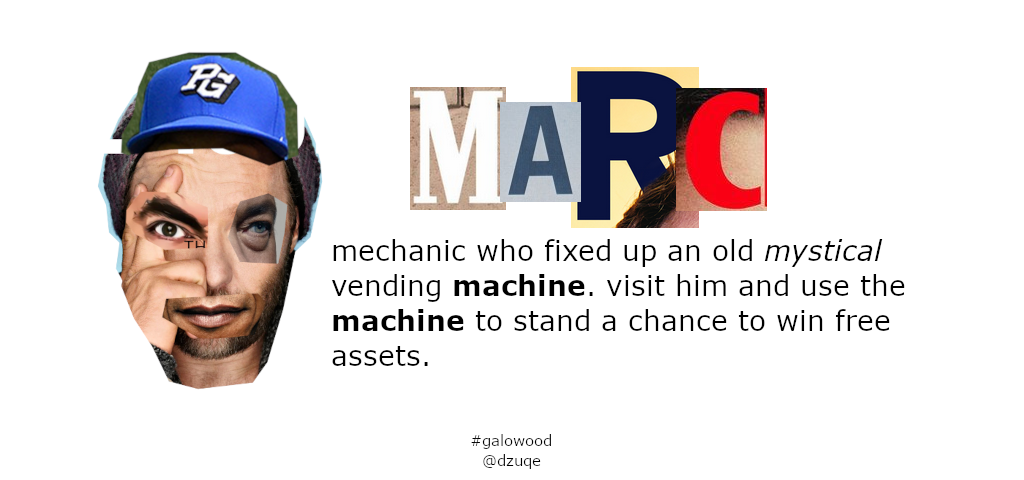 PG
TH
MARC
mechanic who fixed up an old mystical
vending machine. visit him and use the
machine to stand a chance to win free
assets.
#galowood
@dzuqe